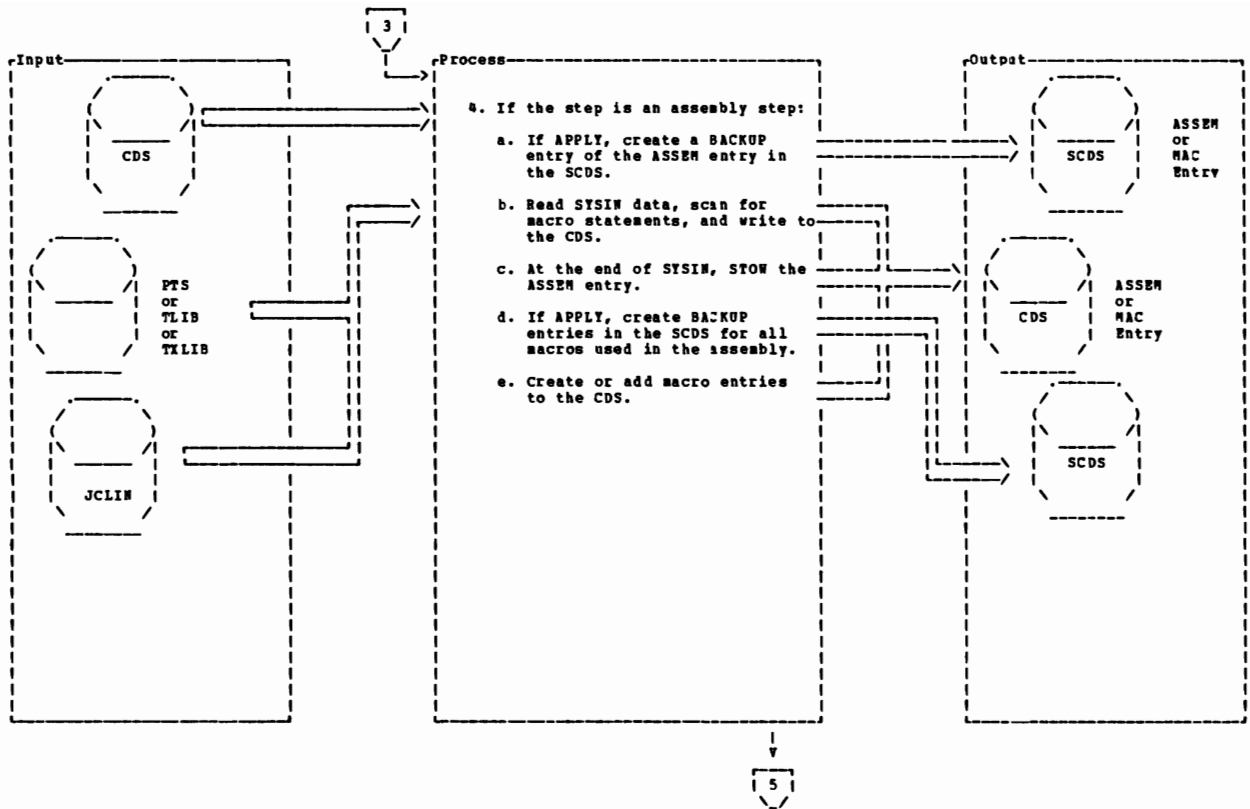 3
Input
CDS
PTS
or
TLIB
or
TXLIB
JCLIN
Process
4. If the step is an assembly step:
a. If APPLY, create a BACKUP
entry of the ASSEM entry in
the SCDS.
b. Read SYSIN data, scan for
macro statements, and write to
the CDS.
c. At the end of SYSIN, STOW the
ASSEM entry.
d. If APPLY, create BACKUP
entries in the SCDS for all
macros used in the assembly.
e. Create or add macro entries
to the CDS.
Output
SCDS
ASSEM
or
MAC
Entry
CDS
ASSEM
or
MAC
Entry
SCDS
5